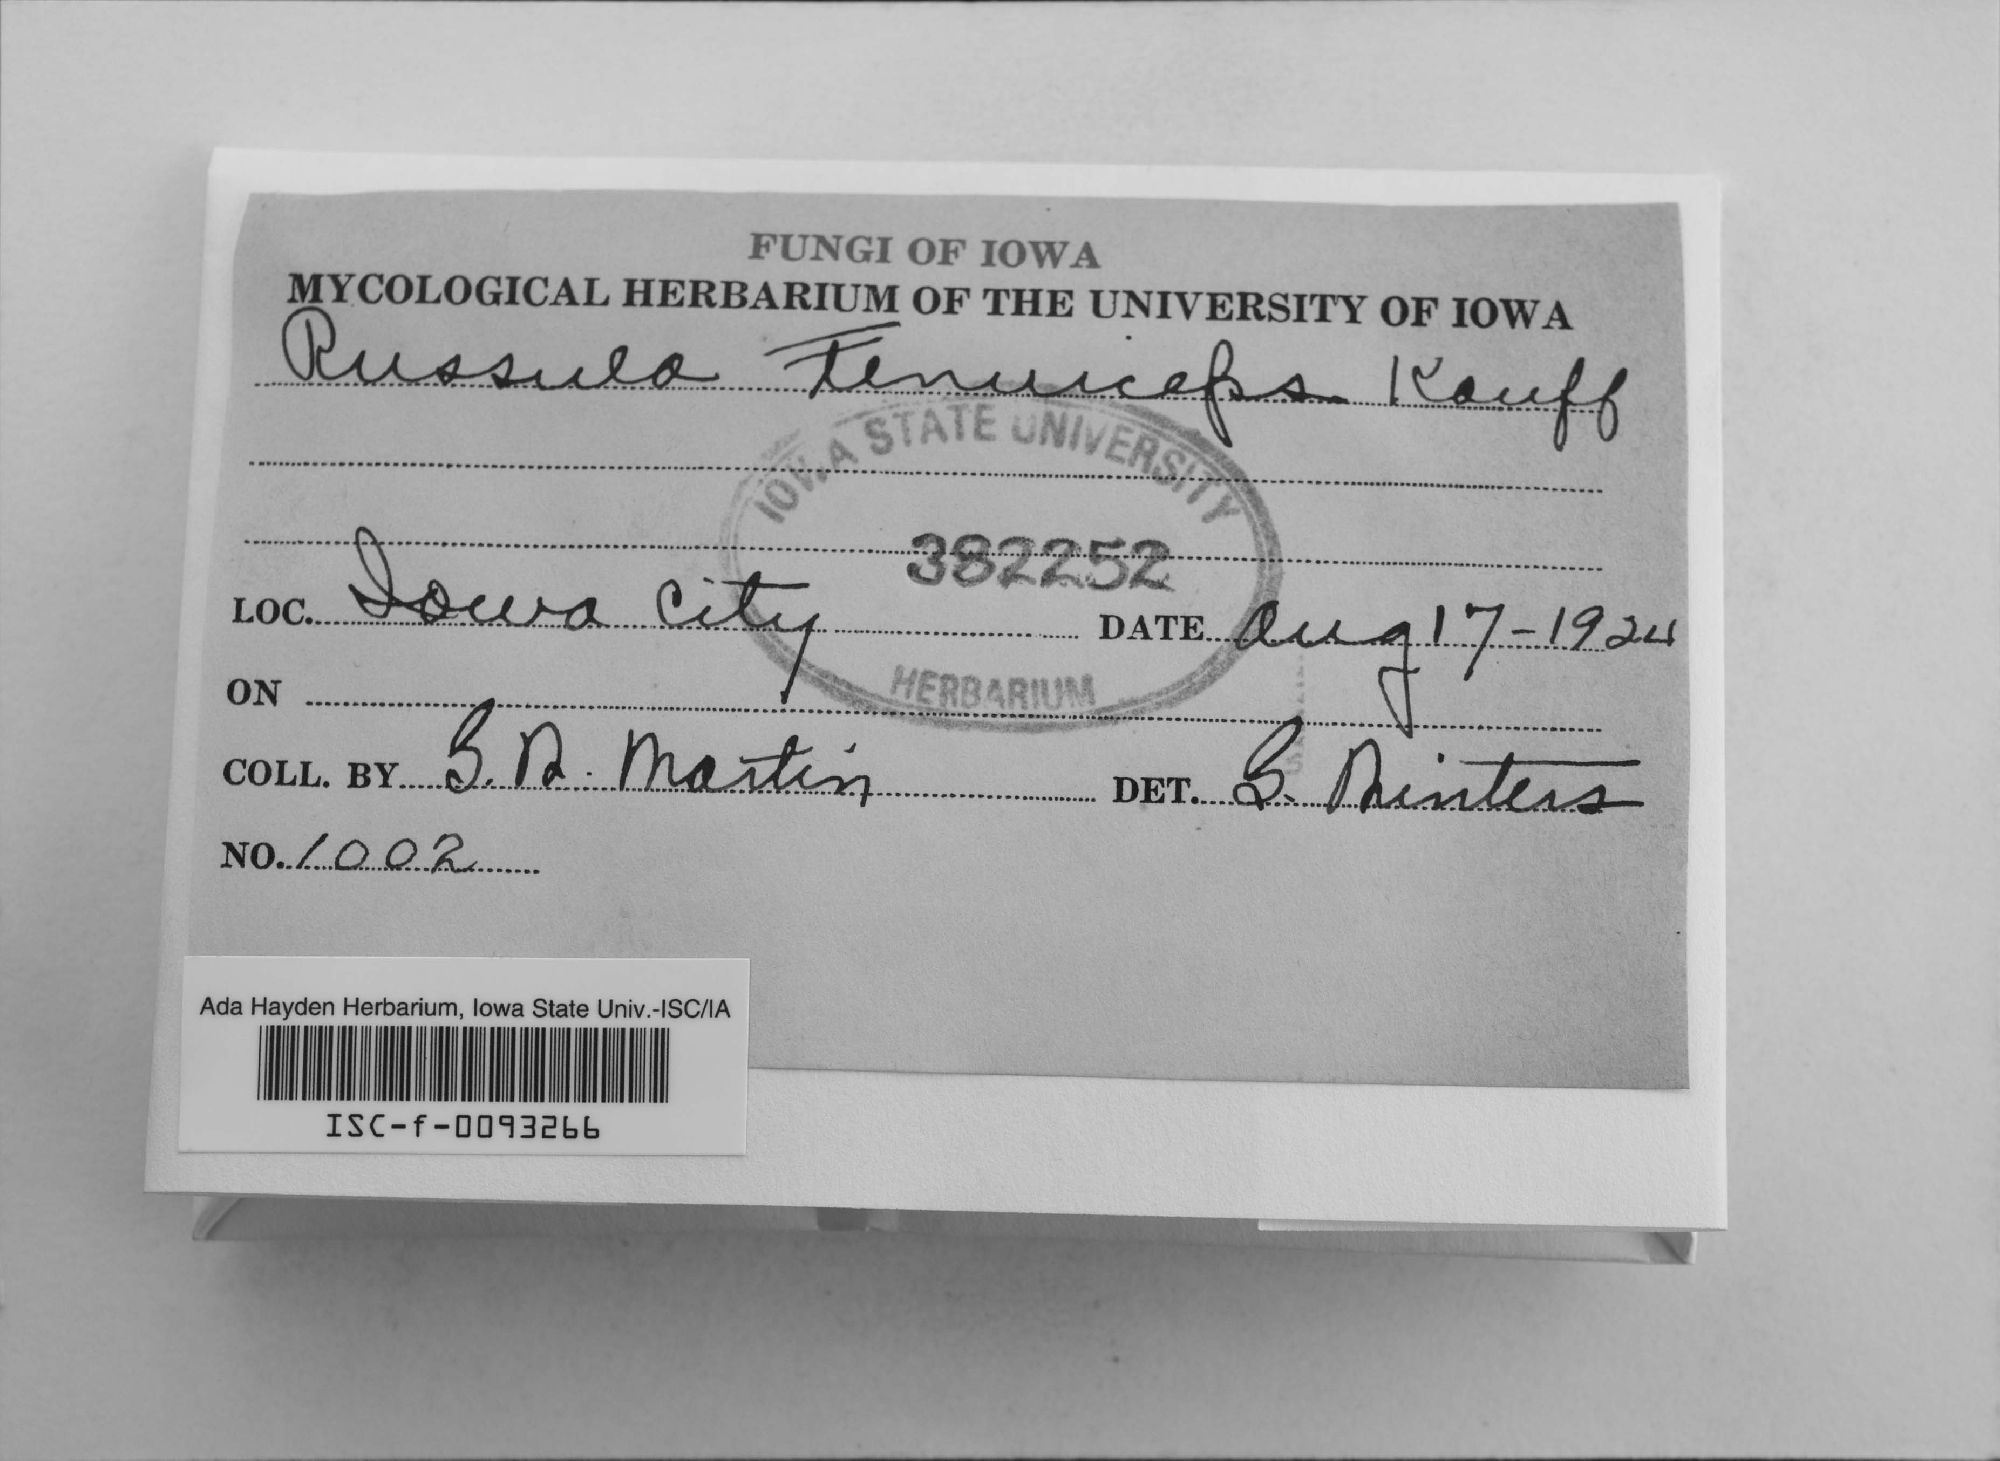 FUNGI OF IOWA
MYCOLOGICAL HERBARIUM OF THE UNIVERSITY OF IOWA
Russula Tenuiceps Kauff
IOWA STATE UNIVERSITY
382252
HERBARIUM
LOC. Iowa City DATE Aug 17-1924
ON
COLL. BY G. W. Martin DET. G.
NO. 1002
Ada Hayden Herbarium, Iowa State Univ.-ISC/IA
ISC-f-0093266